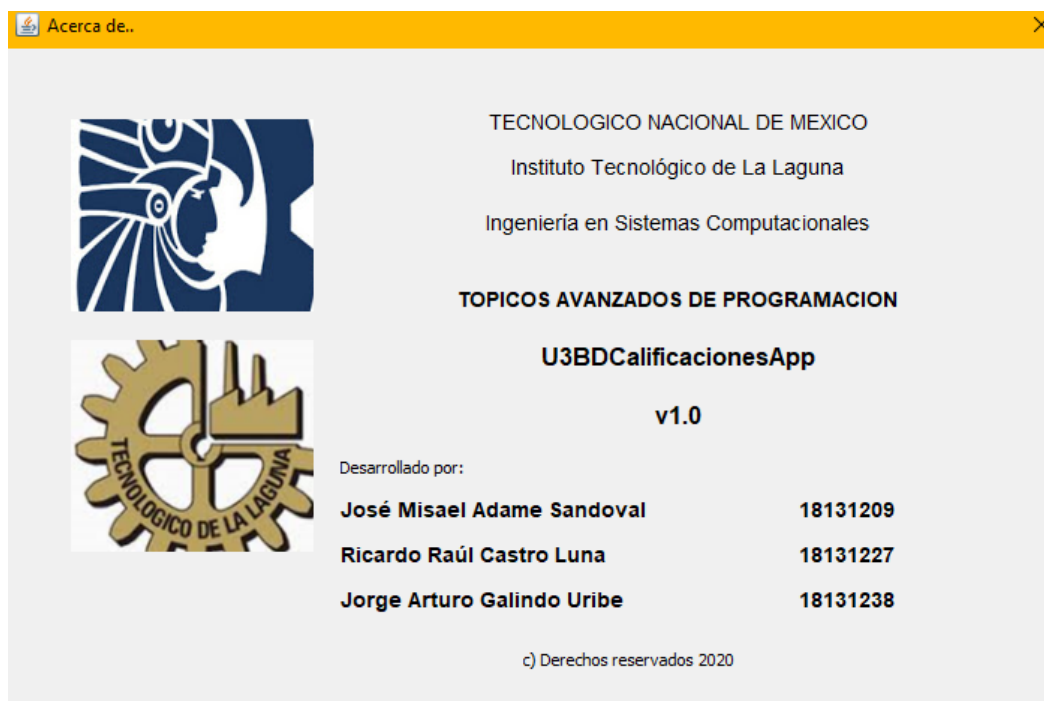 Acerca de..
TECNOLOGICO NACIONAL DE MEXICO
Instituto Tecnológico de La Laguna
Ingeniería en Sistemas Computacionales
TOPICOS AVANZADOS DE PROGRAMACION
U3BDCalificacionesApp
v1.0
TECNOLOGICO DE LA LAGUNA
Desarrollado por:
José Misael Adame Sandoval 18131209
Ricardo Raúl Castro Luna 18131227
Jorge Arturo Galindo Uribe 18131238
c) Derechos reservados 2020